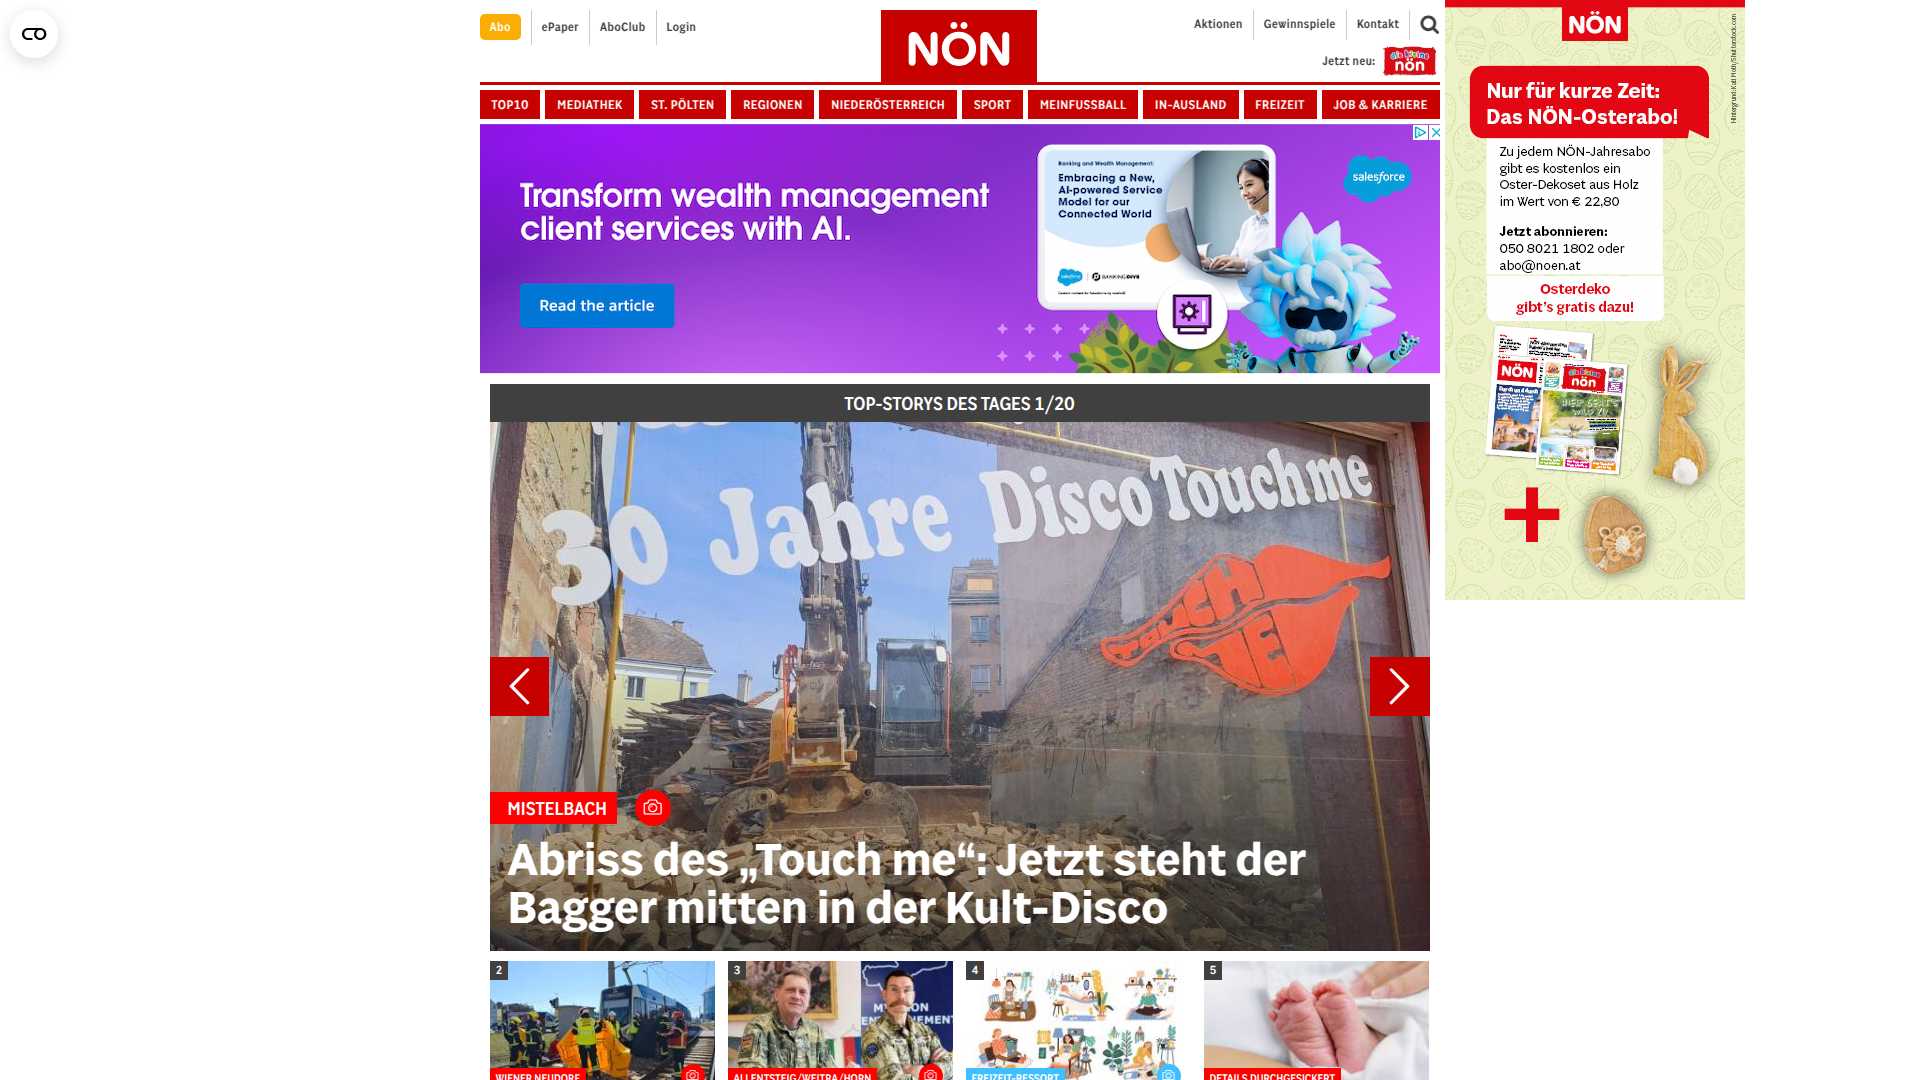 Abo
ePaper
AboClub
Login
NÖN
Aktionen
Gewinnspiele
Kontakt
Jetzt neu:
die kleine
nön
TOP10
MEDIATHEK
ST. PÖLTEN
REGIONEN
NIEDERÖSTERREICH
SPORT
MEINFUSSBALL
IN-AUSLAND
FREIZEIT
JOB & KARRIERE
Transform wealth management
client services with AI.
Read the article
Banking and Wealth Management:
Embracing a New,
AI-powered Service
Model for our
Connected World
salesforce
NÖN
Nur für kurze Zeit:
Das NÖN-Osterabo!
Zu jedem NÖN-Jahresabo
gibt es kostenlos ein
Oster-Dekoset aus Holz
im Wert von € 22,80
Jetzt abonnieren:
050 8021 1802 oder
abo@noen.at
Osterdeko
gibt's gratis dazu!
NÖN
die kleine
nön
TOP-STORYS DES TAGES 1/20
30 Jahre Disco Touch me
TOUCH
ME
MISTELBACH
Abriss des „Touch me“: Jetzt steht der
Bagger mitten in der Kult-Disco
2
3
4
5
WIENER NEUDORF
ALLENTSTEIG/WEITRA/HORN
FREIZEIT-RESSORT
DETAILS DURCHGESICKERT